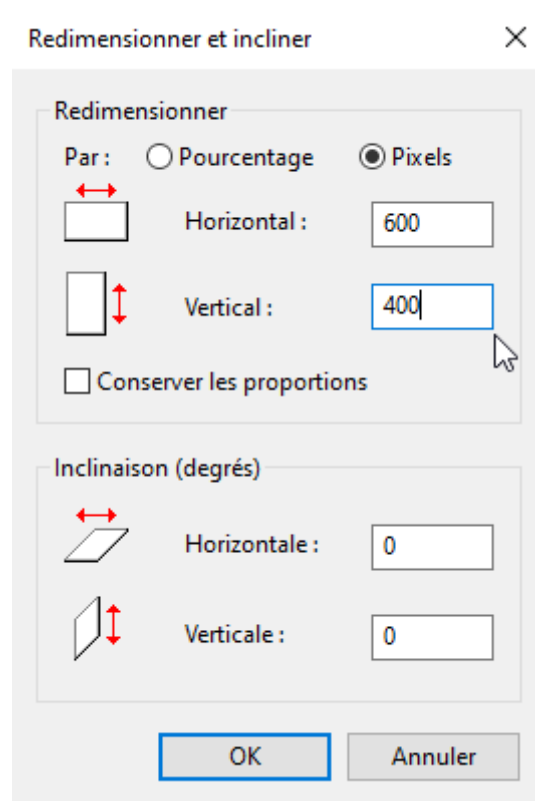 Redimensionner et incliner
Redimensionner
Par : Pourcentage Pixels
Horizontal : 600
Vertical : 400
Conserver les proportions
Inclinaison (degrés)
Horizontale : 0
Verticale : 0
OK Annuler